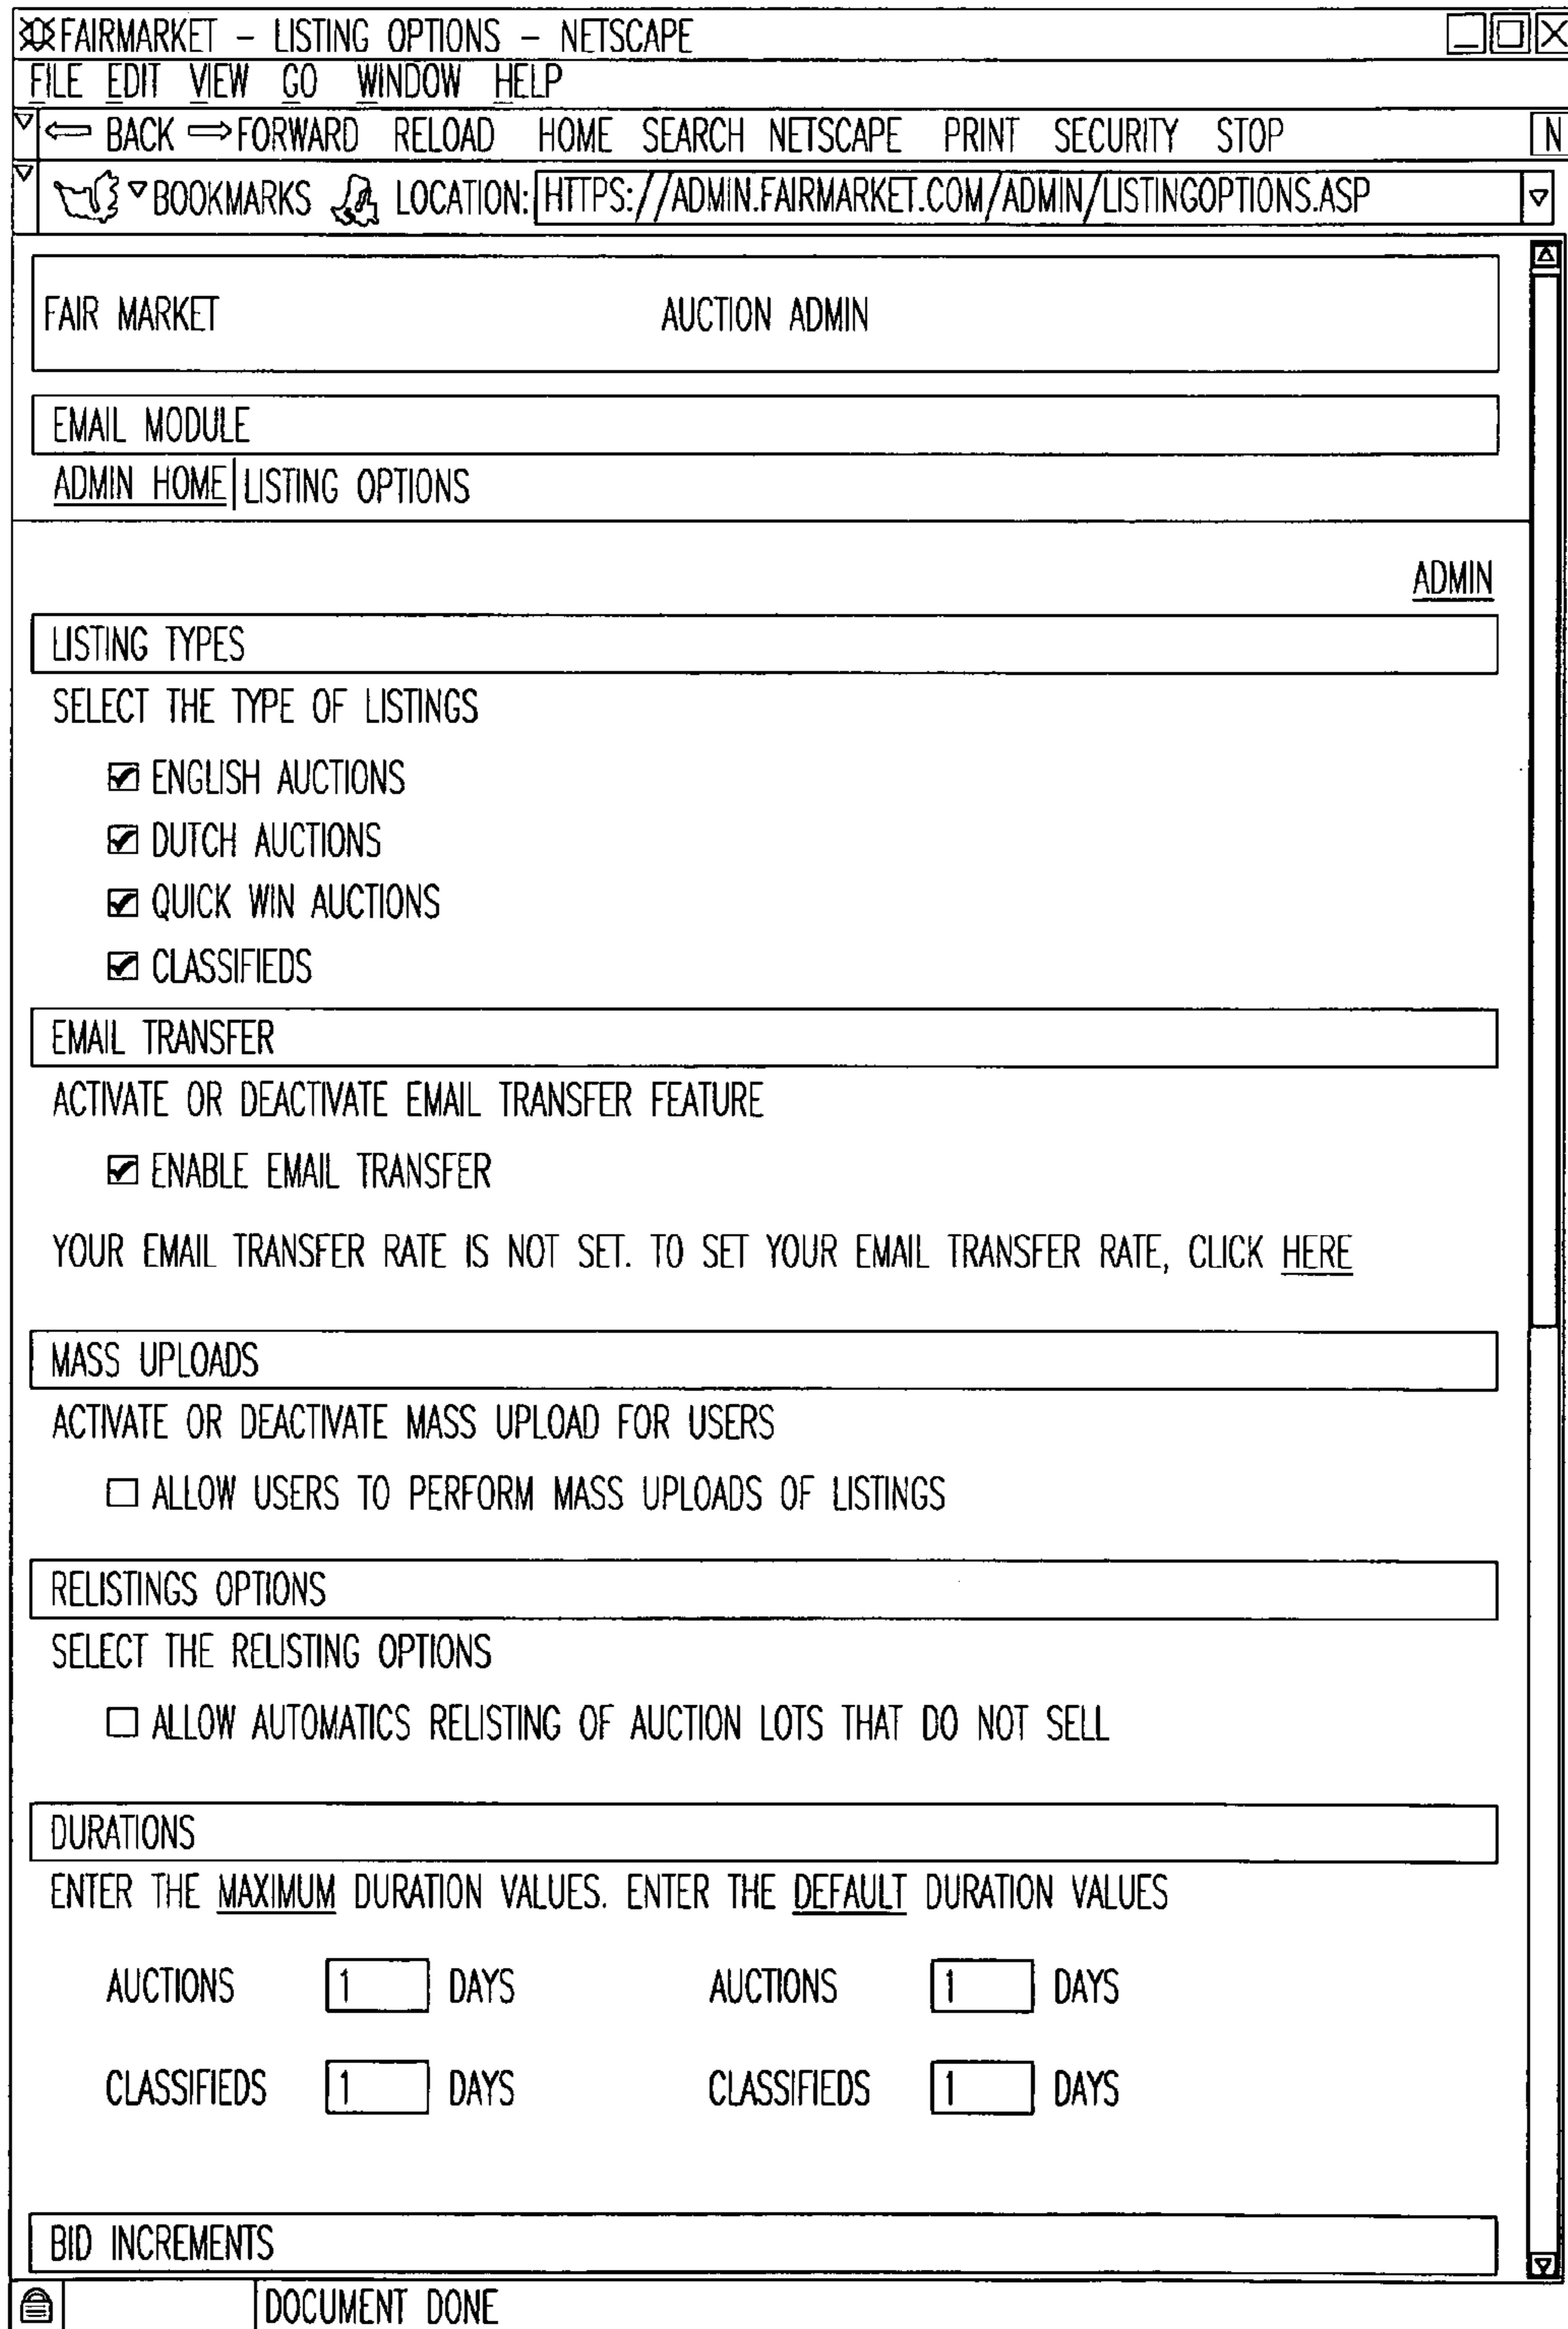 FAIRMARKET – LISTING OPTIONS – NETSCAPE
FILE EDIT VIEW GO WINDOW HELP
BACK FORWARD RELOAD HOME SEARCH NETSCAPE PRINT SECURITY STOP N
BOOKMARKS LOCATION: HTTPS://ADMIN.FAIRMARKET.COM/ADMIN/LISTINGOPTIONS.ASP
FAIR MARKET AUCTION ADMIN
EMAIL MODULE
ADMIN HOME|LISTING OPTIONS
ADMIN
LISTING TYPES
SELECT THE TYPE OF LISTINGS
ENGLISH AUCTIONS
DUTCH AUCTIONS
QUICK WIN AUCTIONS
CLASSIFIEDS
EMAIL TRANSFER
ACTIVATE OR DEACTIVATE EMAIL TRANSFER FEATURE
ENABLE EMAIL TRANSFER
YOUR EMAIL TRANSFER RATE IS NOT SET. TO SET YOUR EMAIL TRANSFER RATE, CLICK HERE
MASS UPLOADS
ACTIVATE OR DEACTIVATE MASS UPLOAD FOR USERS
ALLOW USERS TO PERFORM MASS UPLOADS OF LISTINGS
RELISTINGS OPTIONS
SELECT THE RELISTING OPTIONS
ALLOW AUTOMATICS RELISTING OF AUCTION LOTS THAT DO NOT SELL
DURATIONS
ENTER THE MAXIMUM DURATION VALUES. ENTER THE DEFAULT DURATION VALUES
AUCTIONS 1 DAYS AUCTIONS 1 DAYS
CLASSIFIEDS 1 DAYS CLASSIFIEDS 1 DAYS
BID INCREMENTS
DOCUMENT DONE